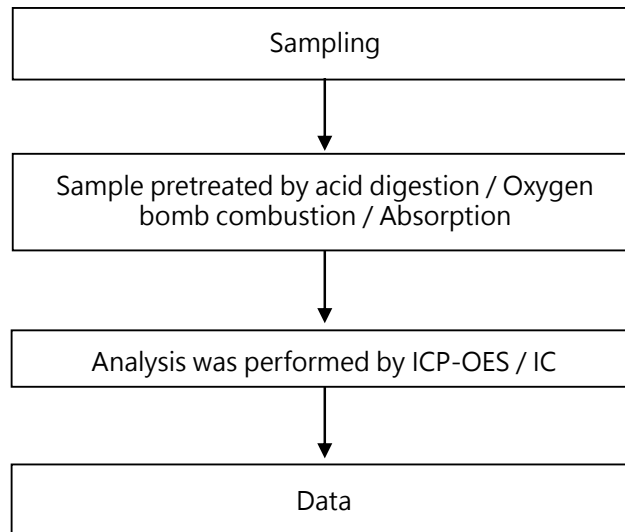 Sampling
Sample pretreated by acid digestion / Oxygen
bomb combustion / Absorption
Analysis was performed by ICP-OES / IC
Data